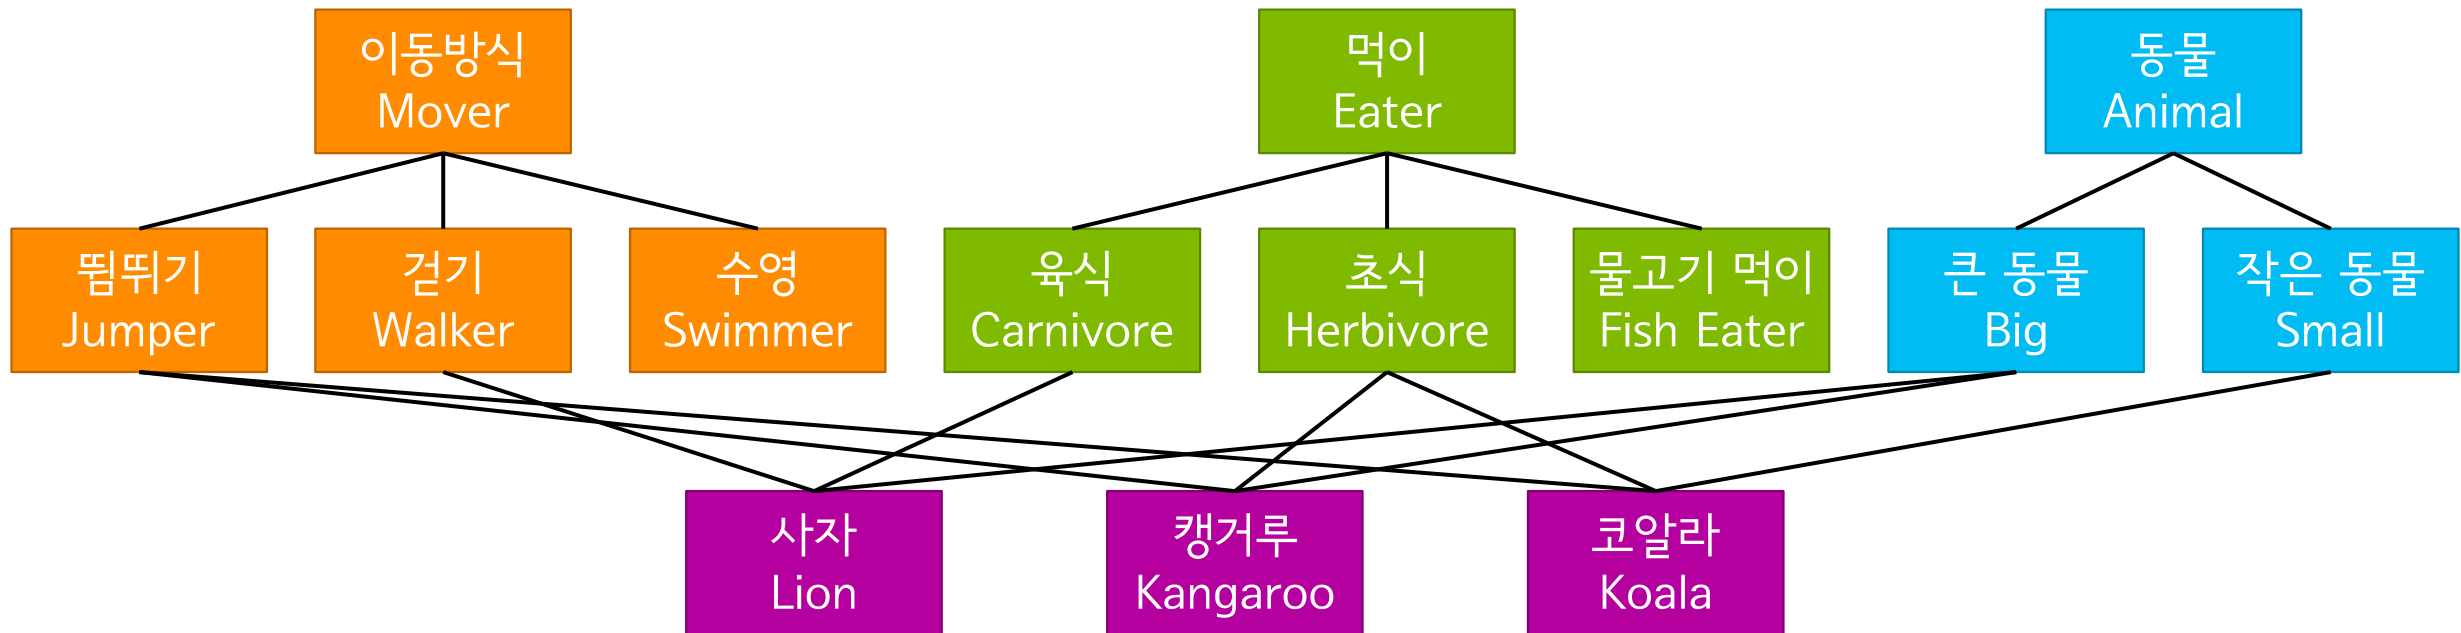 이동방식
Mover
먹이
Eater
동물
Animal
뜀뛰기
Jumper
걷기
Walker
수영
Swimmer
육식
Carnivore
초식
Herbivore
물고기 먹이
Fish Eater
큰 동물
Big
작은 동물
Small
사자
Lion
캥거루
Kangaroo
코알라
Koala